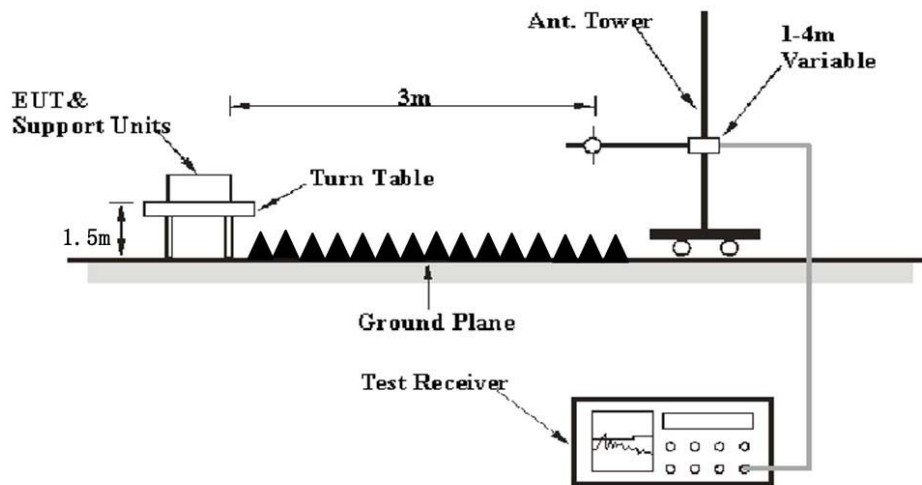 Ant. Tower
1-4m
Variable
3m
EUT&
Support Units
Turn Table
1.5m
Ground Plane
Test Receiver